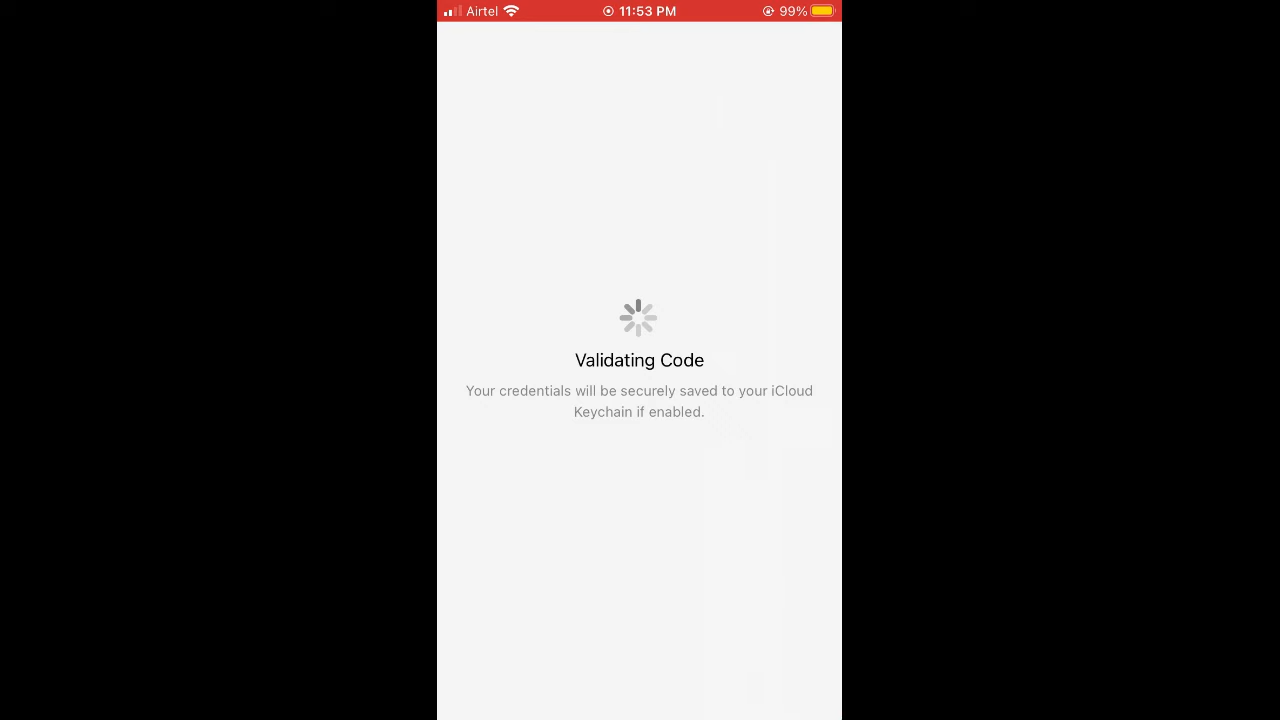 Airtel 11:53 PM 99%
Validating Code
Your credentials will be securely saved to your iCloud
Keychain if enabled.